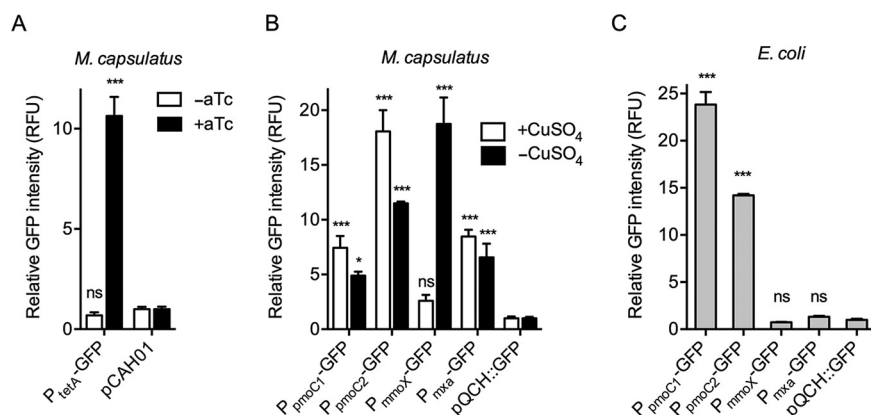 A
M. capsulatus
Relative GFP intensity (RFU)
10
5
0
***
ns
–aTc
+aTc
PtetA-GFP
pCAH01
B
M. capsulatus
Relative GFP intensity (RFU)
20
15
10
5
0
***
*
***
***
ns
***
***
***
+CuSO4
–CuSO4
PpmoC1-GFP
PpmoC2-GFP
PmmoX-GFP
Pmxa-GFP
pQCH::GFP
C
E. coli
Relative GFP intensity (RFU)
25
20
15
10
5
0
***
***
ns
ns
PpmoC1-GFP
PpmoC2-GFP
PmmoX-GFP
Pmxa-GFP
pQCH::GFP